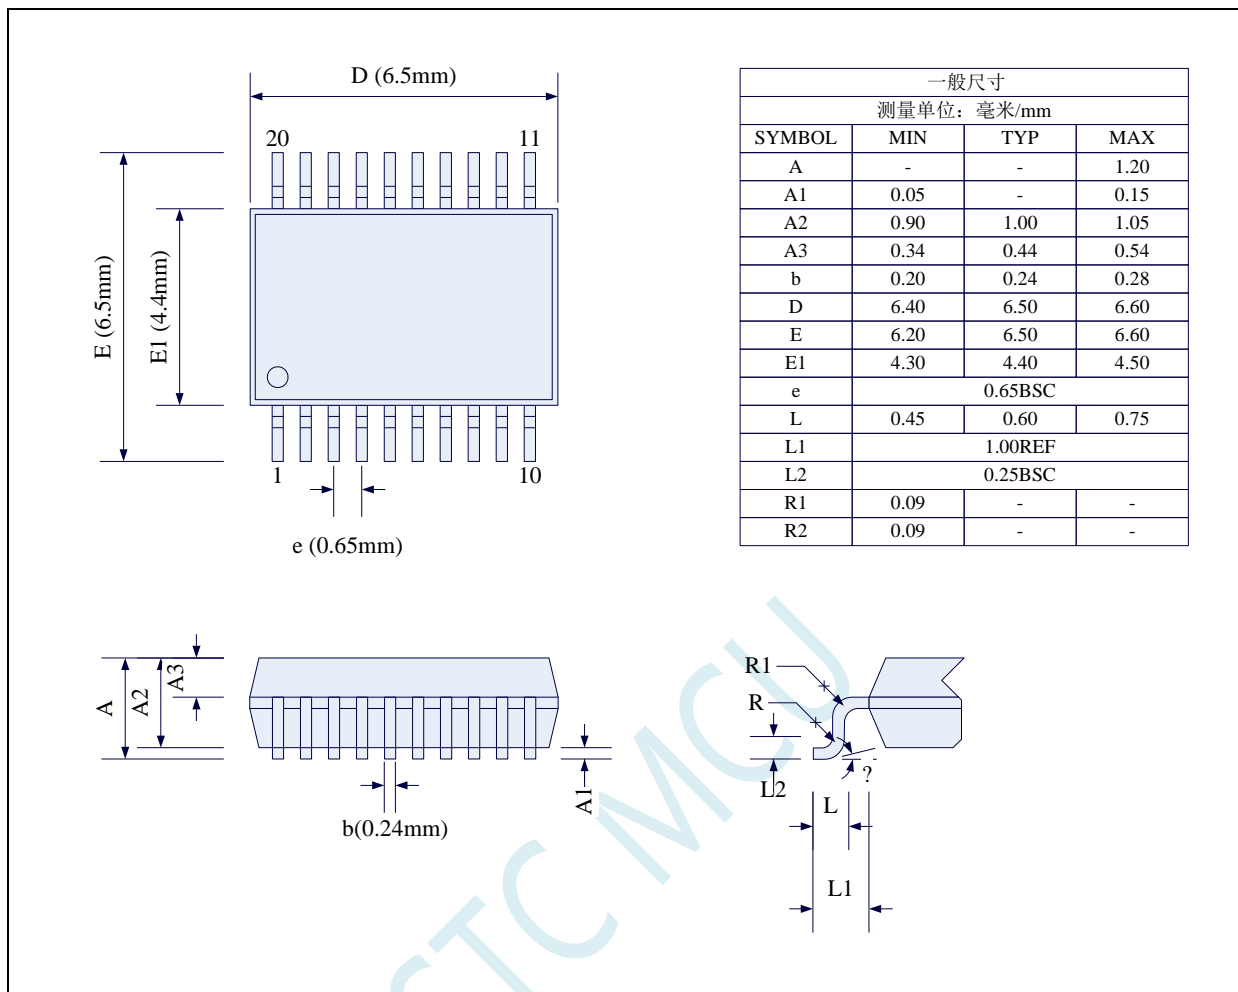 D (6.5mm)
20
11
E (6.5mm)
E1 (4.4mm)
1
10
e (0.65mm)
一般尺寸
测量单位：毫米/mm
SYMBOL MIN TYP MAX
A - - 1.20
A1 0.05 - 0.15
A2 0.90 1.00 1.05
A3 0.34 0.44 0.54
b 0.20 0.24 0.28
D 6.40 6.50 6.60
E 6.20 6.50 6.60
E1 4.30 4.40 4.50
e 0.65BSC
L 0.45 0.60 0.75
L1 1.00REF
L2 0.25BSC
R1 0.09 - -
R2 0.09 - -
A
A2
A3
A1
b(0.24mm)
R1
R
L2
?
L
L1
STC MCU